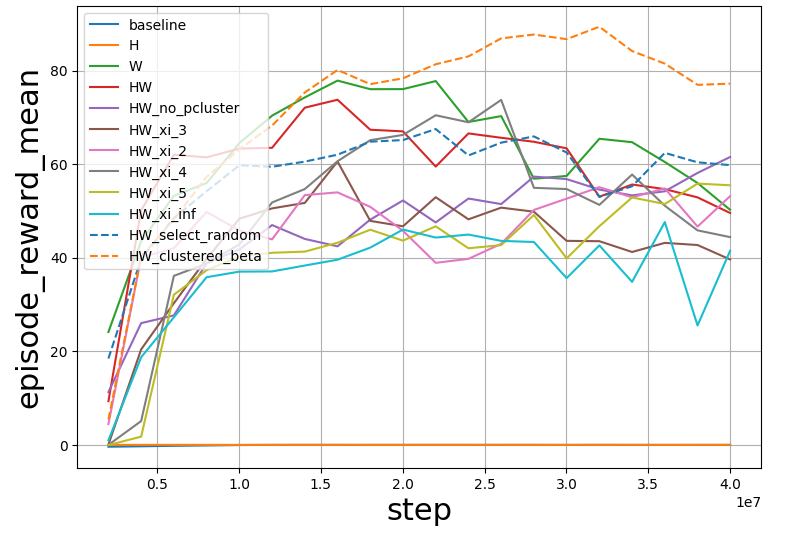 baseline
H
W
HW
HW_no_pcluster
HW_xi_3
HW_xi_2
HW_xi_4
HW_xi_5
HW_xi_inf
HW_select_random
HW_clustered_beta
episode_reward_mean
80
60
40
20
0
0.5 1.0 1.5 2.0 2.5 3.0 3.5 4.0
1e7
step